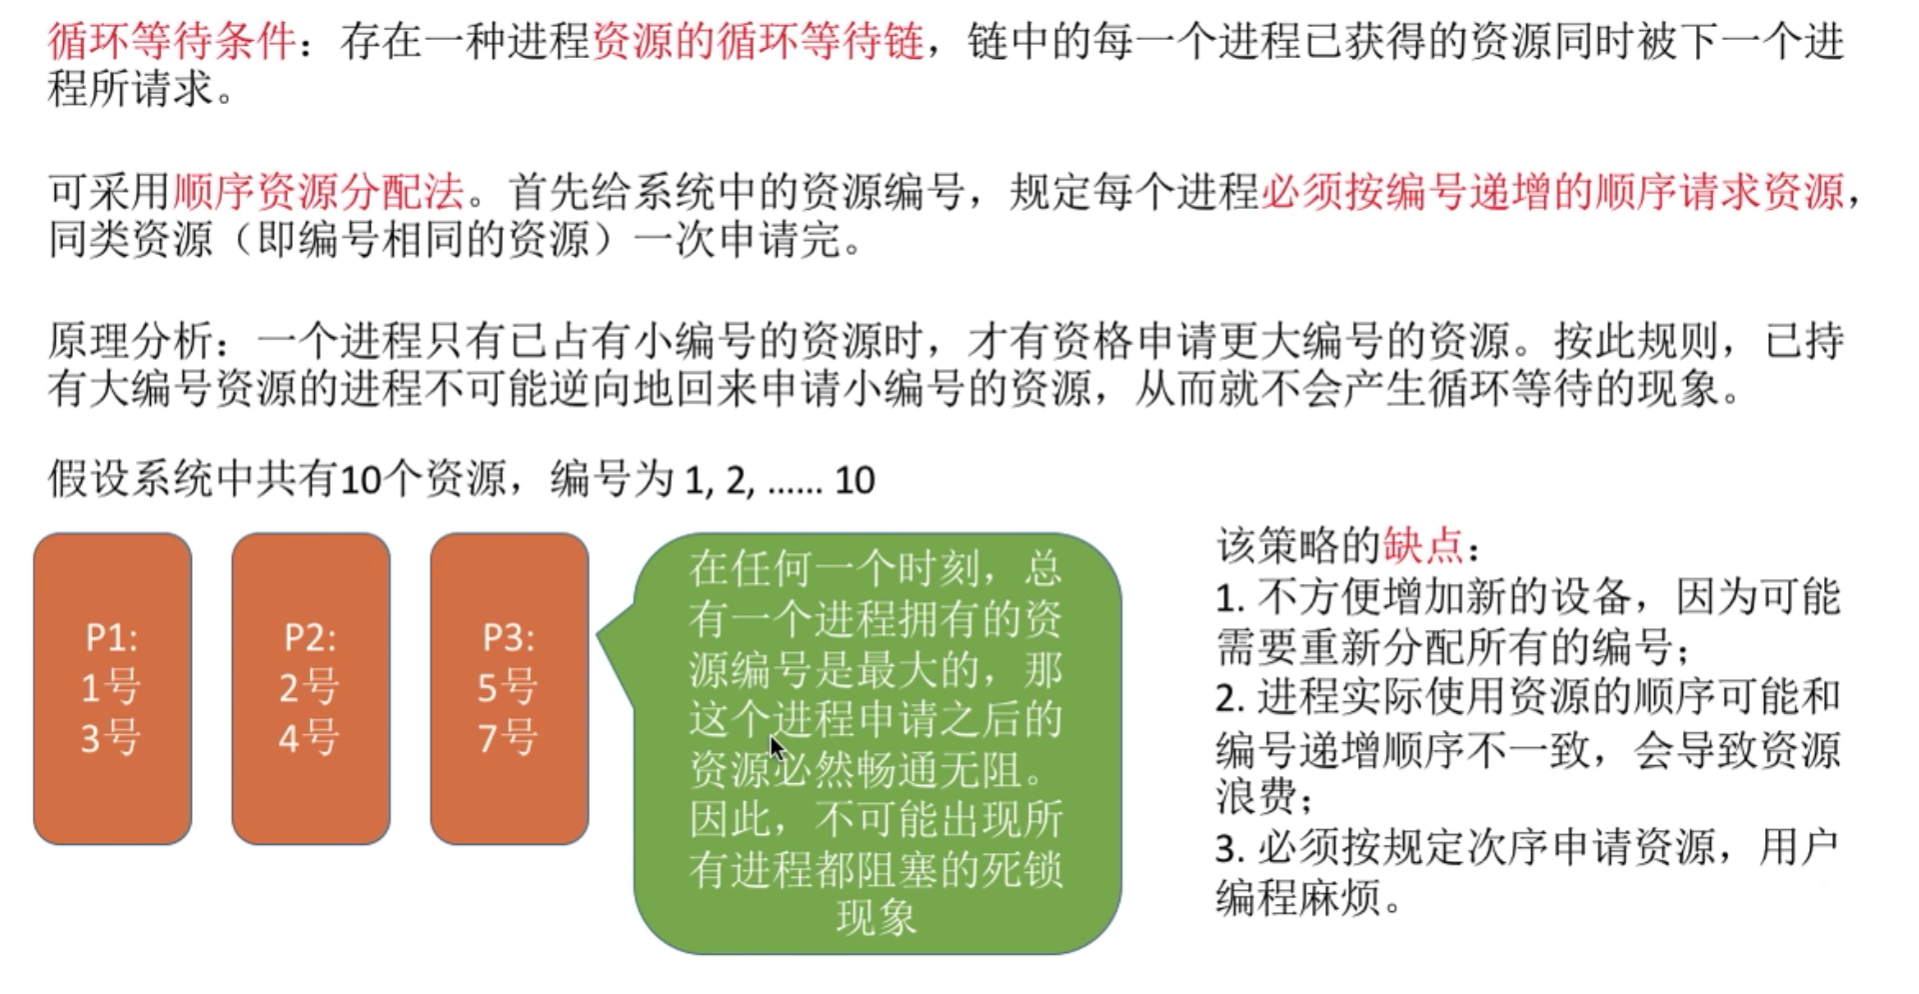 循环等待条件：存在一种进程资源的循环等待链，链中的每一个进程已获得的资源同时被下一个进
程所请求。
可采用顺序资源分配法。首先给系统中的资源编号，规定每个进程必须按编号递增的顺序请求资源，
同类资源（即编号相同的资源）一次申请完。
原理分析：一个进程只有已占有小编号的资源时，才有资格申请更大编号的资源。按此规则，已持
有大编号资源的进程不可能逆向地回来申请小编号的资源，从而就不会产生循环等待的现象。
假设系统中共有10个资源，编号为 1, 2, …… 10
P1:
1号
3号
P2:
2号
4号
P3:
5号
7号
在任何一个时刻，总
有一个进程拥有的资
源编号是最大的，那
这个进程申请之后的
资源必然畅通无阻。
因此，不可能出现所
有进程都阻塞的死锁
现象
该策略的缺点：
1. 不方便增加新的设备，因为可能
需要重新分配所有的编号；
2. 进程实际使用资源的顺序可能和
编号递增顺序不一致，会导致资源
浪费；
3. 必须按规定次序申请资源，用户
编程麻烦。